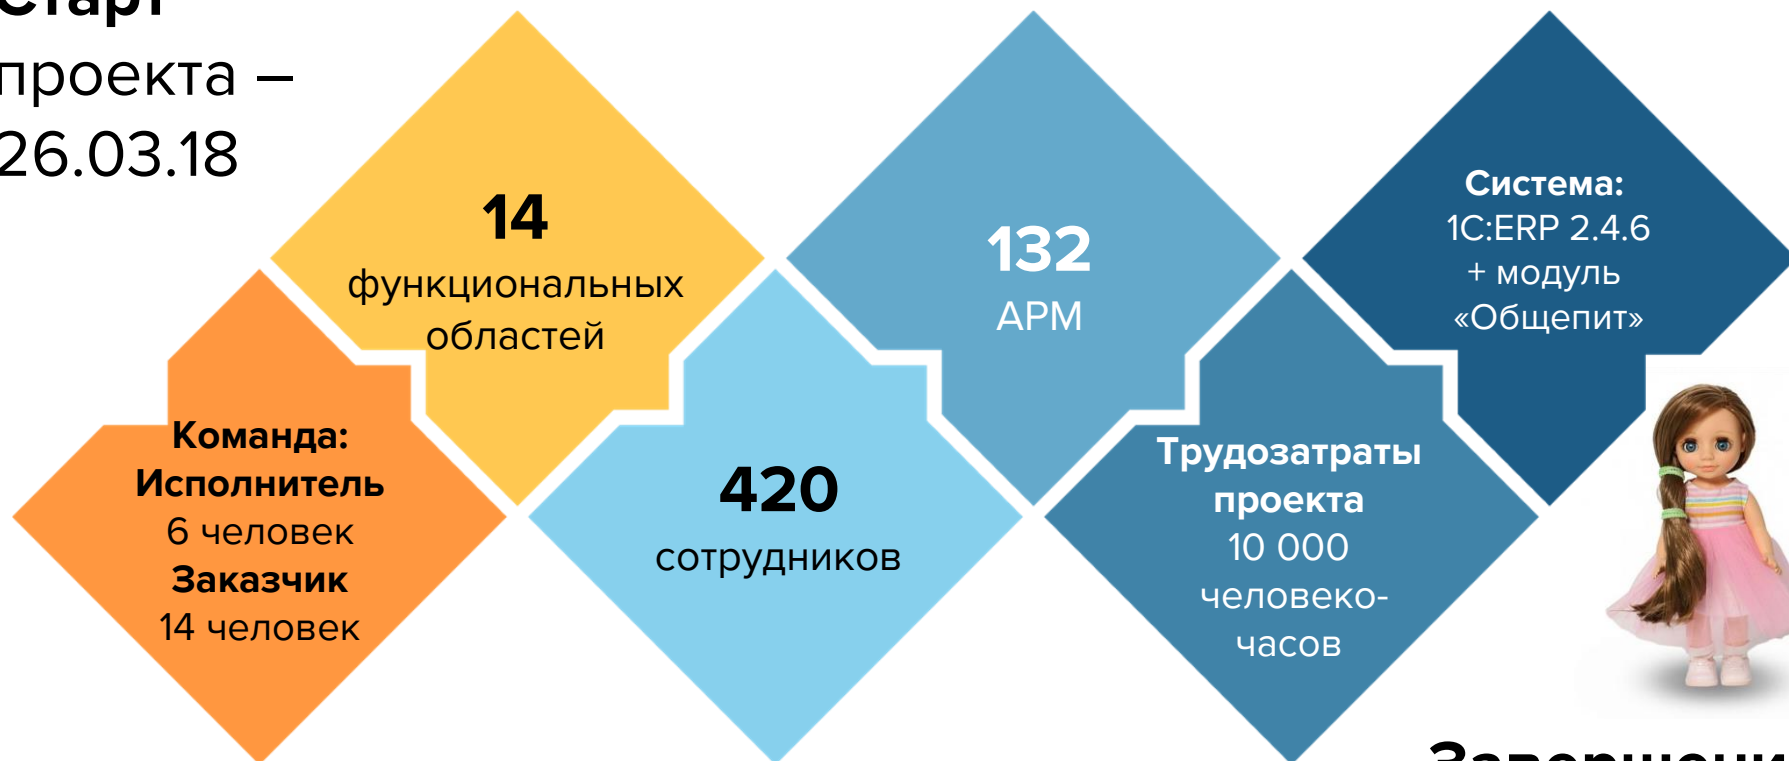 Старт
проекта –
26.03.18
14
функциональных
областей
132
АРМ
Система:
1С:ERP 2.4.6
+ модуль
«Общепит»
Команда:
Исполнитель
6 человек
Заказчик
14 человек
420
сотрудников
Трудозатраты
проекта
10 000
человеко-
часов